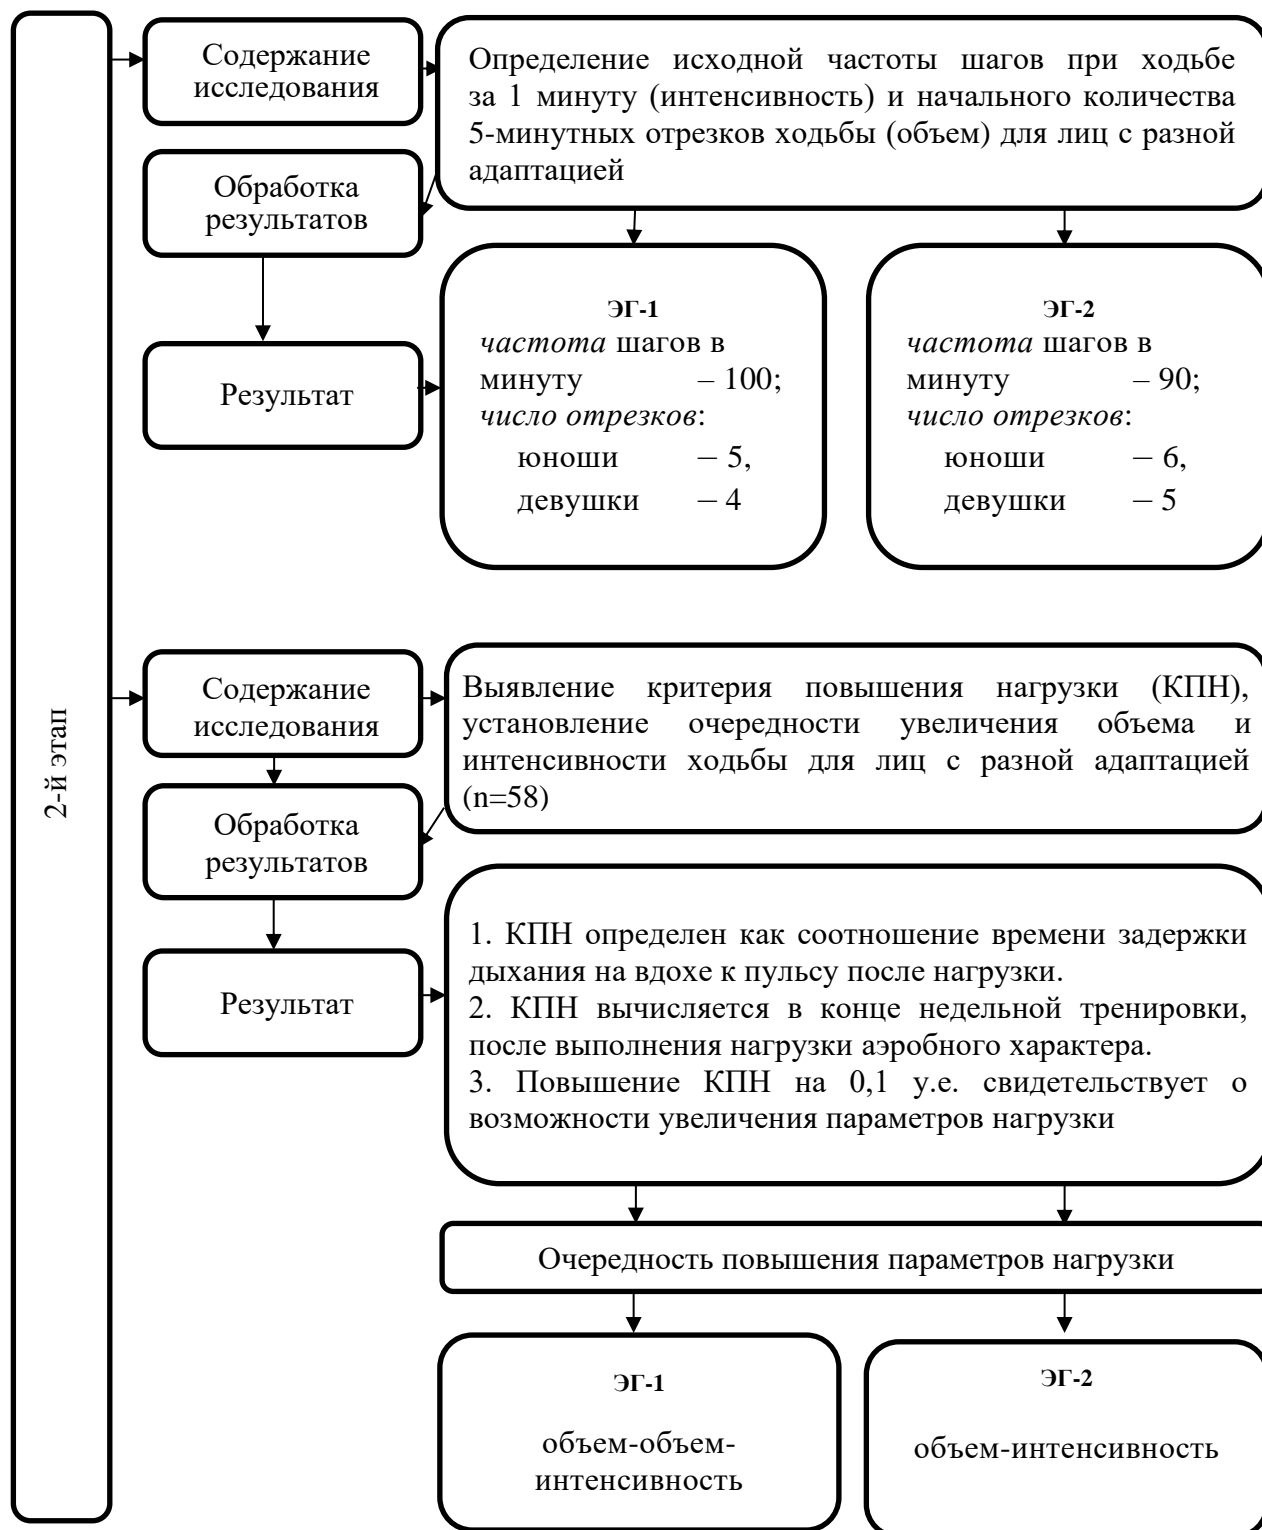 2-й этап
Содержание
исследования
Определение исходной частоты шагов при ходьбе
за 1 минуту (интенсивность) и начального количества
5-минутных отрезков ходьбы (объем) для лиц с разной
адаптацией
Обработка
результатов
Результат
ЭГ-1
частота шагов в
минуту – 100;
число отрезков:
юноши – 5,
девушки – 4
ЭГ-2
частота шагов в
минуту – 90;
число отрезков:
юноши – 6,
девушки – 5
Содержание
исследования
Выявление критерия повышения нагрузки (КПН),
установление очередности увеличения объема и
интенсивности ходьбы для лиц с разной адаптацией
(n=58)
Обработка
результатов
Результат
1. КПН определен как соотношение времени задержки
дыхания на вдохе к пульсу после нагрузки.
2. КПН вычисляется в конце недельной тренировки,
после выполнения нагрузки аэробного характера.
3. Повышение КПН на 0,1 у.е. свидетельствует о
возможности увеличения параметров нагрузки
Очередность повышения параметров нагрузки
ЭГ-1
объем-объем-
интенсивность
ЭГ-2
объем-интенсивность